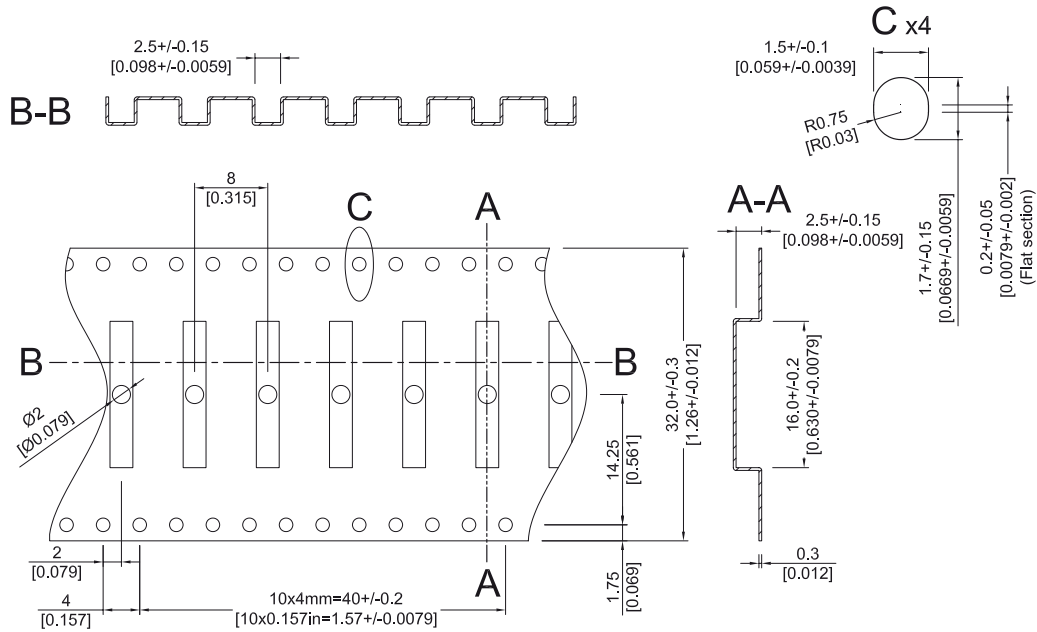 2.5+/-0.15
[0.098+/-0.0059]
B-B
C x4
1.5+/-0.1
[0.059+/-0.0039]
R0.75
[R0.03]
1.7+/-0.15
[0.0669+/-0.0059]
0.2+/-0.05
[0.0079+/-0.002]
(Flat section)
8
[0.315]
C
A
A-A
2.5+/-0.15
[0.098+/-0.0059]
B
B
Ø2
[Ø0.079]
32.0+/-0.3
[1.26+/-0.012]
16.0+/-0.2
[0.630+/-0.0079]
14.25
[0.561]
2
[0.079]
4
[0.157]
10x4mm=40+/-0.2
[10x0.157in=1.57+/-0.0079]
A
1.75
[0.069]
0.3
[0.012]